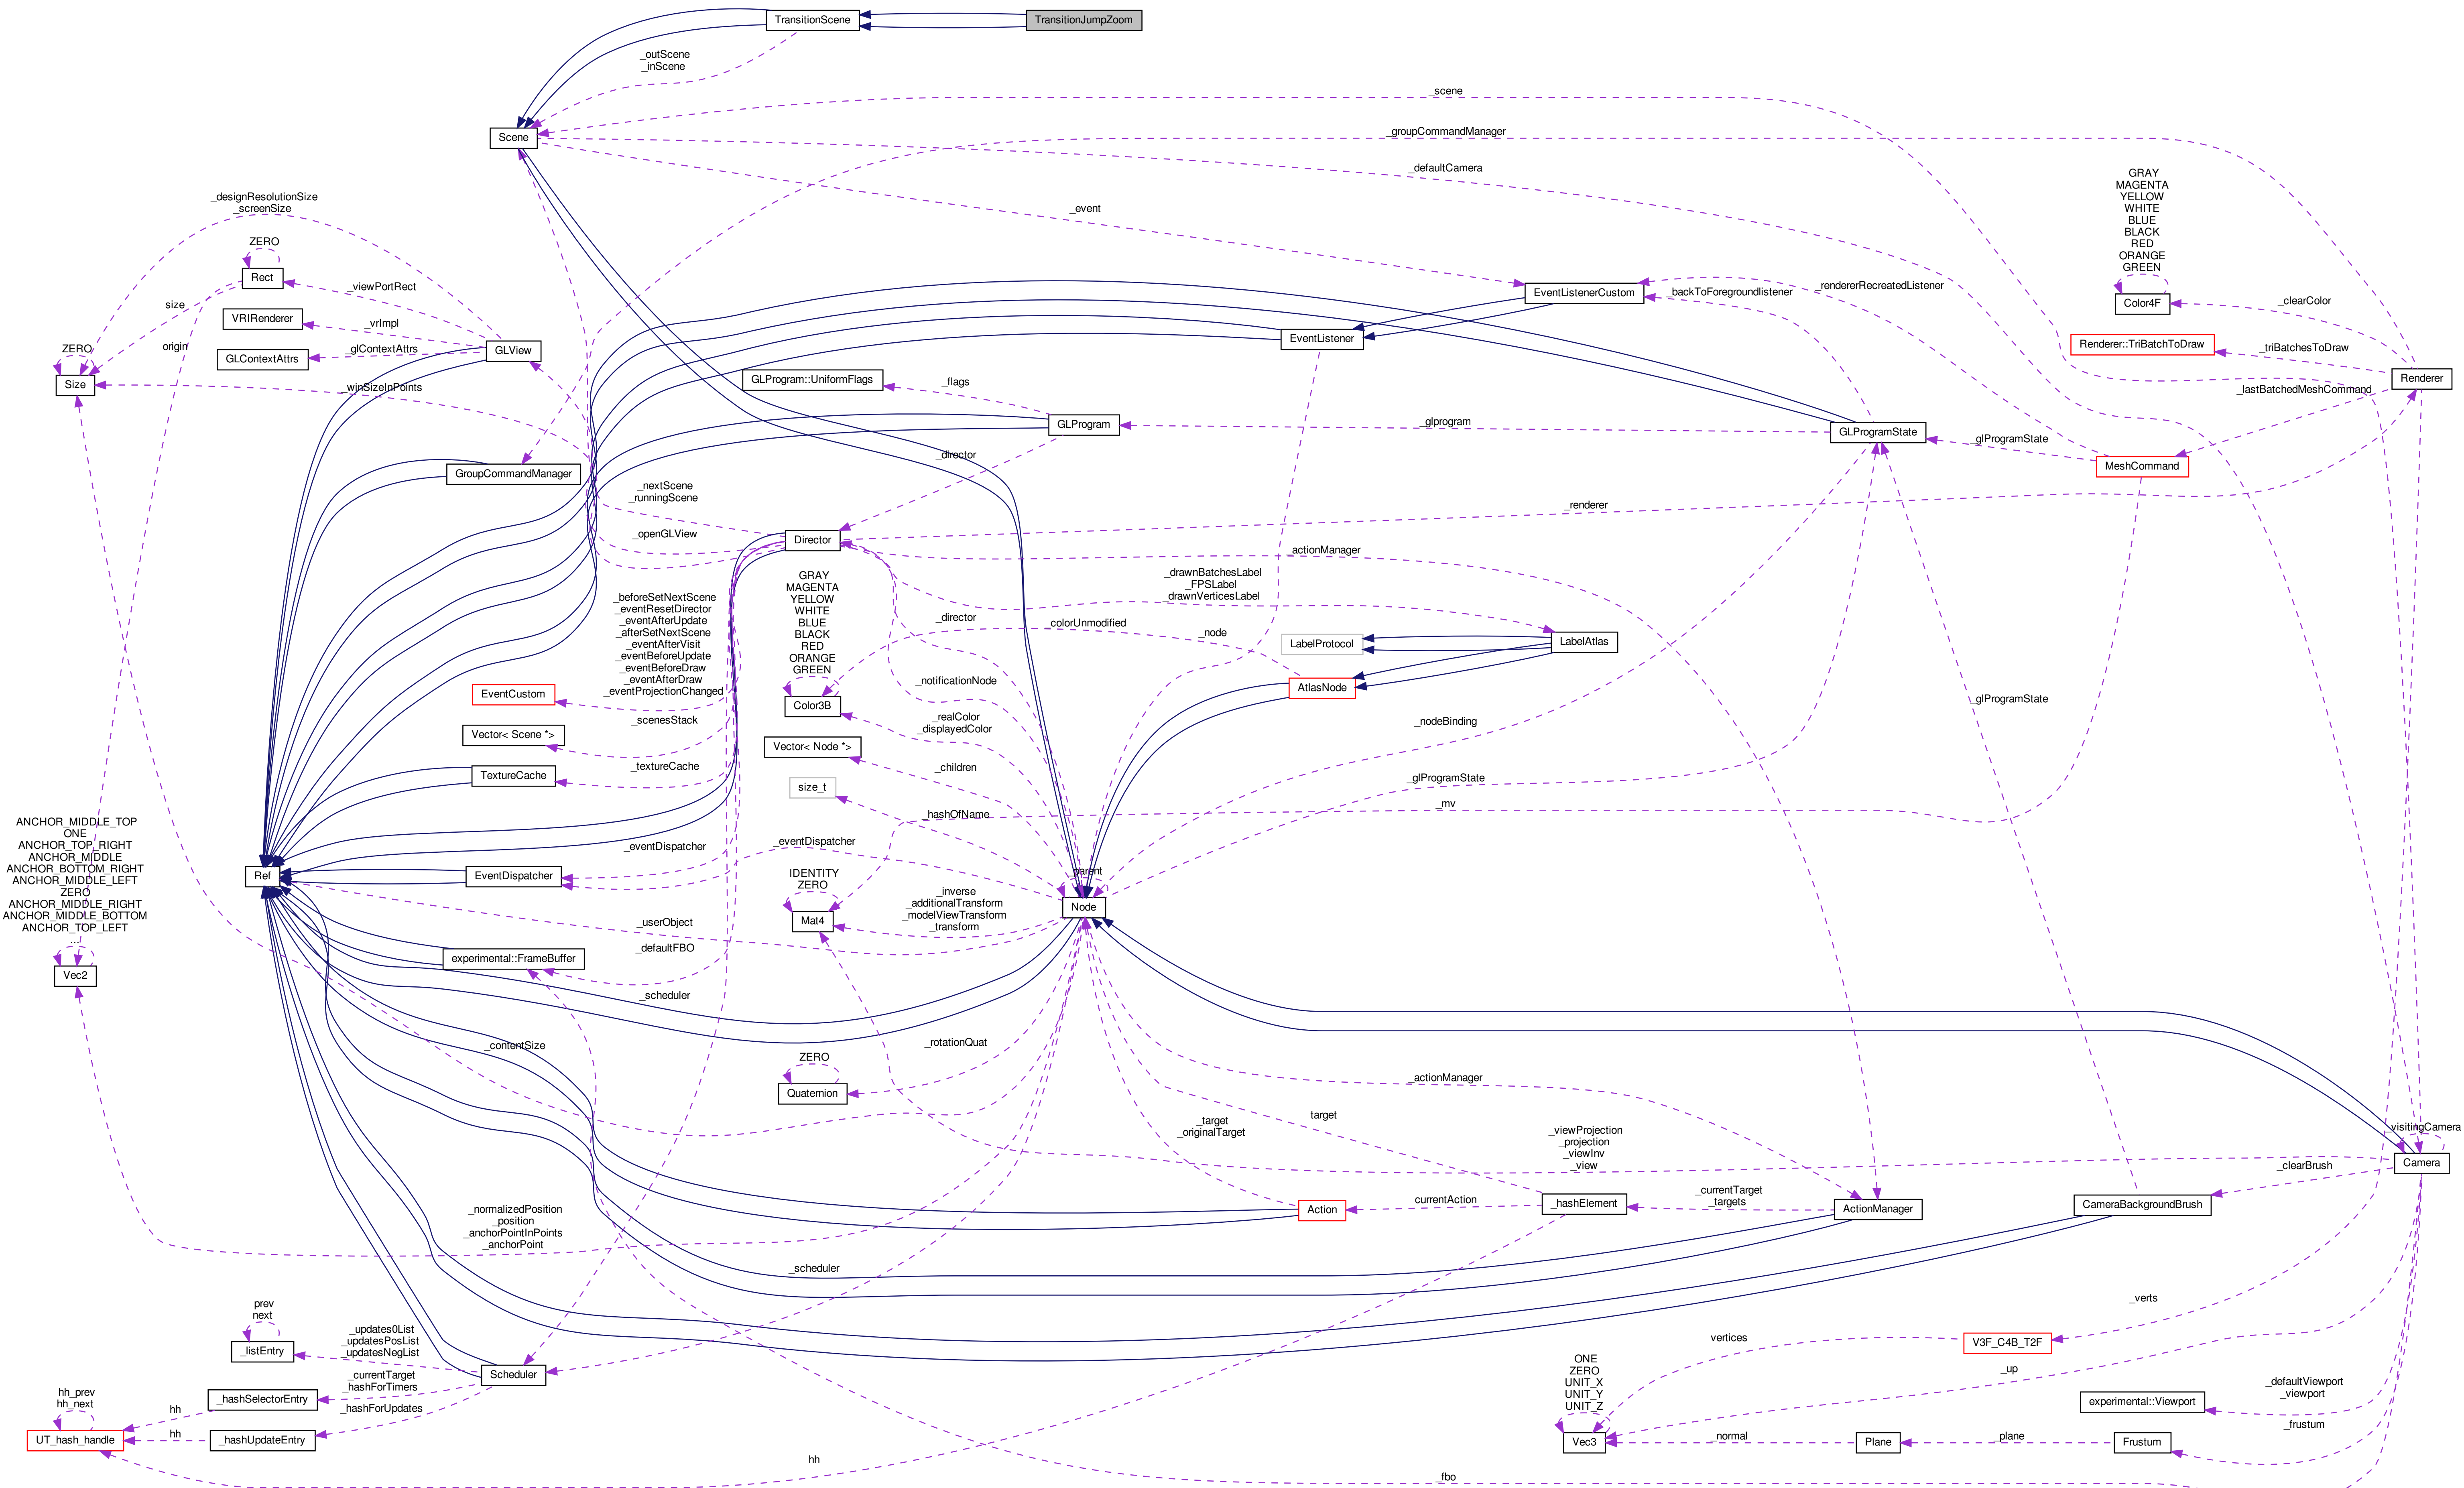 TransitionScene
TransitionJumpZoom
_outScene
_inScene
_scene
Scene
_groupCommandManager
_defaultCamera
_event
_designResolutionSize
_screenSize
GRAY
MAGENTA
YELLOW
WHITE
BLUE
BLACK
RED
ORANGE
GREEN
Color4F
ZERO
Rect
_viewPortRect
size
VRIRenderer
_vrImpl
GLContextAttrs
_glContextAttrs
GLView
origin
ZERO
Size
_winSizeInPoints
EventListenerCustom
_backToForegroundlistener
_rendererRecreatedListener
_clearColor
EventListener
Renderer::TriBatchToDraw
_triBatchesToDraw
Renderer
GLProgram::UniformFlags
_flags
_lastBatchedMeshCommand
GLProgram
_glprogram
GLProgramState
_glProgramState
MeshCommand
GroupCommandManager
_director
_nextScene
_runningScene
_renderer
_openGLView
Director
_actionManager
_drawnBatchesLabel
_FPSLabel
_drawnVerticesLabel
GRAY
MAGENTA
YELLOW
WHITE
BLUE
BLACK
RED
ORANGE
GREEN
Color3B
_beforeSetNextScene
_eventResetDirector
_eventAfterUpdate
_afterSetNextScene
_eventAfterVisit
_eventBeforeUpdate
_eventBeforeDraw
_eventAfterDraw
_eventProjectionChanged
_director
_colorUnmodified
_node
LabelProtocol
LabelAtlas
_notificationNode
AtlasNode
EventCustom
_glProgramState
_scenesStack
Vector< Scene *>
_realColor
_displayedColor
_nodeBinding
Vector< Node *>
_textureCache
TextureCache
_children
_glProgramState
size_t
_hashOfName
_mv
ANCHOR_MIDDLE_TOP
ONE
ANCHOR_TOP_RIGHT
ANCHOR_MIDDLE
ANCHOR_BOTTOM_RIGHT
ANCHOR_MIDDLE_LEFT
ZERO
ANCHOR_MIDDLE_RIGHT
ANCHOR_MIDDLE_BOTTOM
ANCHOR_TOP_LEFT
...
Vec2
Ref
_eventDispatcher
EventDispatcher
_eventDispatcher
IDENTITY
ZERO
Mat4
_inverse
_additionalTransform
_modelViewTransform
_transform
_parent
Node
_userObject
_defaultFBO
experimental::FrameBuffer
_scheduler
_contentSize
_rotationQuat
ZERO
Quaternion
_actionManager
_target
_originalTarget
target
_viewProjection
_projection
_viewInv
_view
_visitingCamera
Camera
_clearBrush
CameraBackgroundBrush
_currentTarget
_targets
ActionManager
_hashElement
currentAction
Action
_normalizedPosition
_position
_anchorPointInPoints
_anchorPoint
_scheduler
_verts
prev
next
_listEntry
_updates0List
_updatesPosList
_updatesNegList
Scheduler
_currentTarget
_hashForTimers
_hashSelectorEntry
_hashForUpdates
_hashUpdateEntry
hh_prev
hh_next
UT_hash_handle
hh
hh
hh
vertices
V3F_C4B_T2F
_up
ONE
ZERO
UNIT_X
UNIT_Y
UNIT_Z
Vec3
_defaultViewport
_viewport
experimental::Viewport
_frustum
_normal
Plane
_plane
Frustum
_fbo